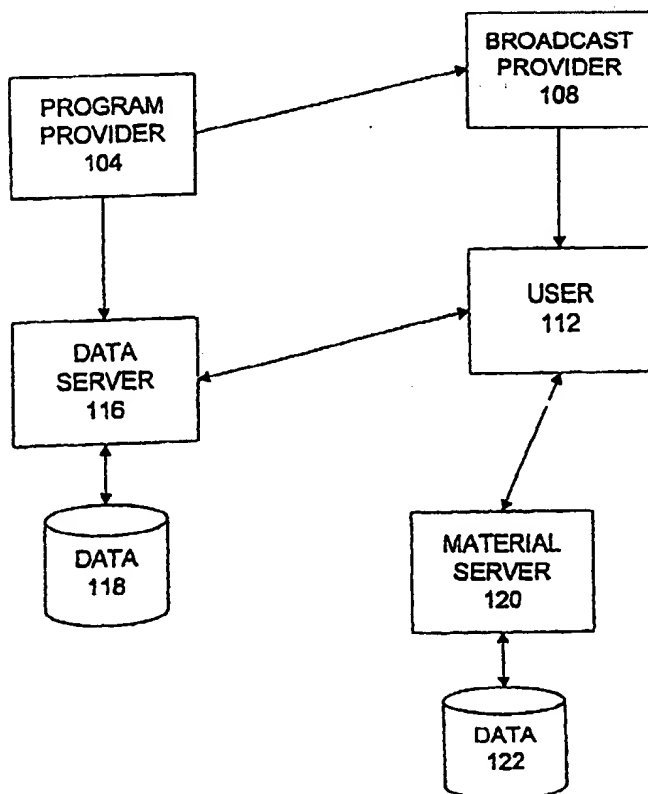 PROGRAM
PROVIDER
104
BROADCAST
PROVIDER
108
USER
112
DATA
SERVER
116
DATA
118
MATERIAL
SERVER
120
DATA
122